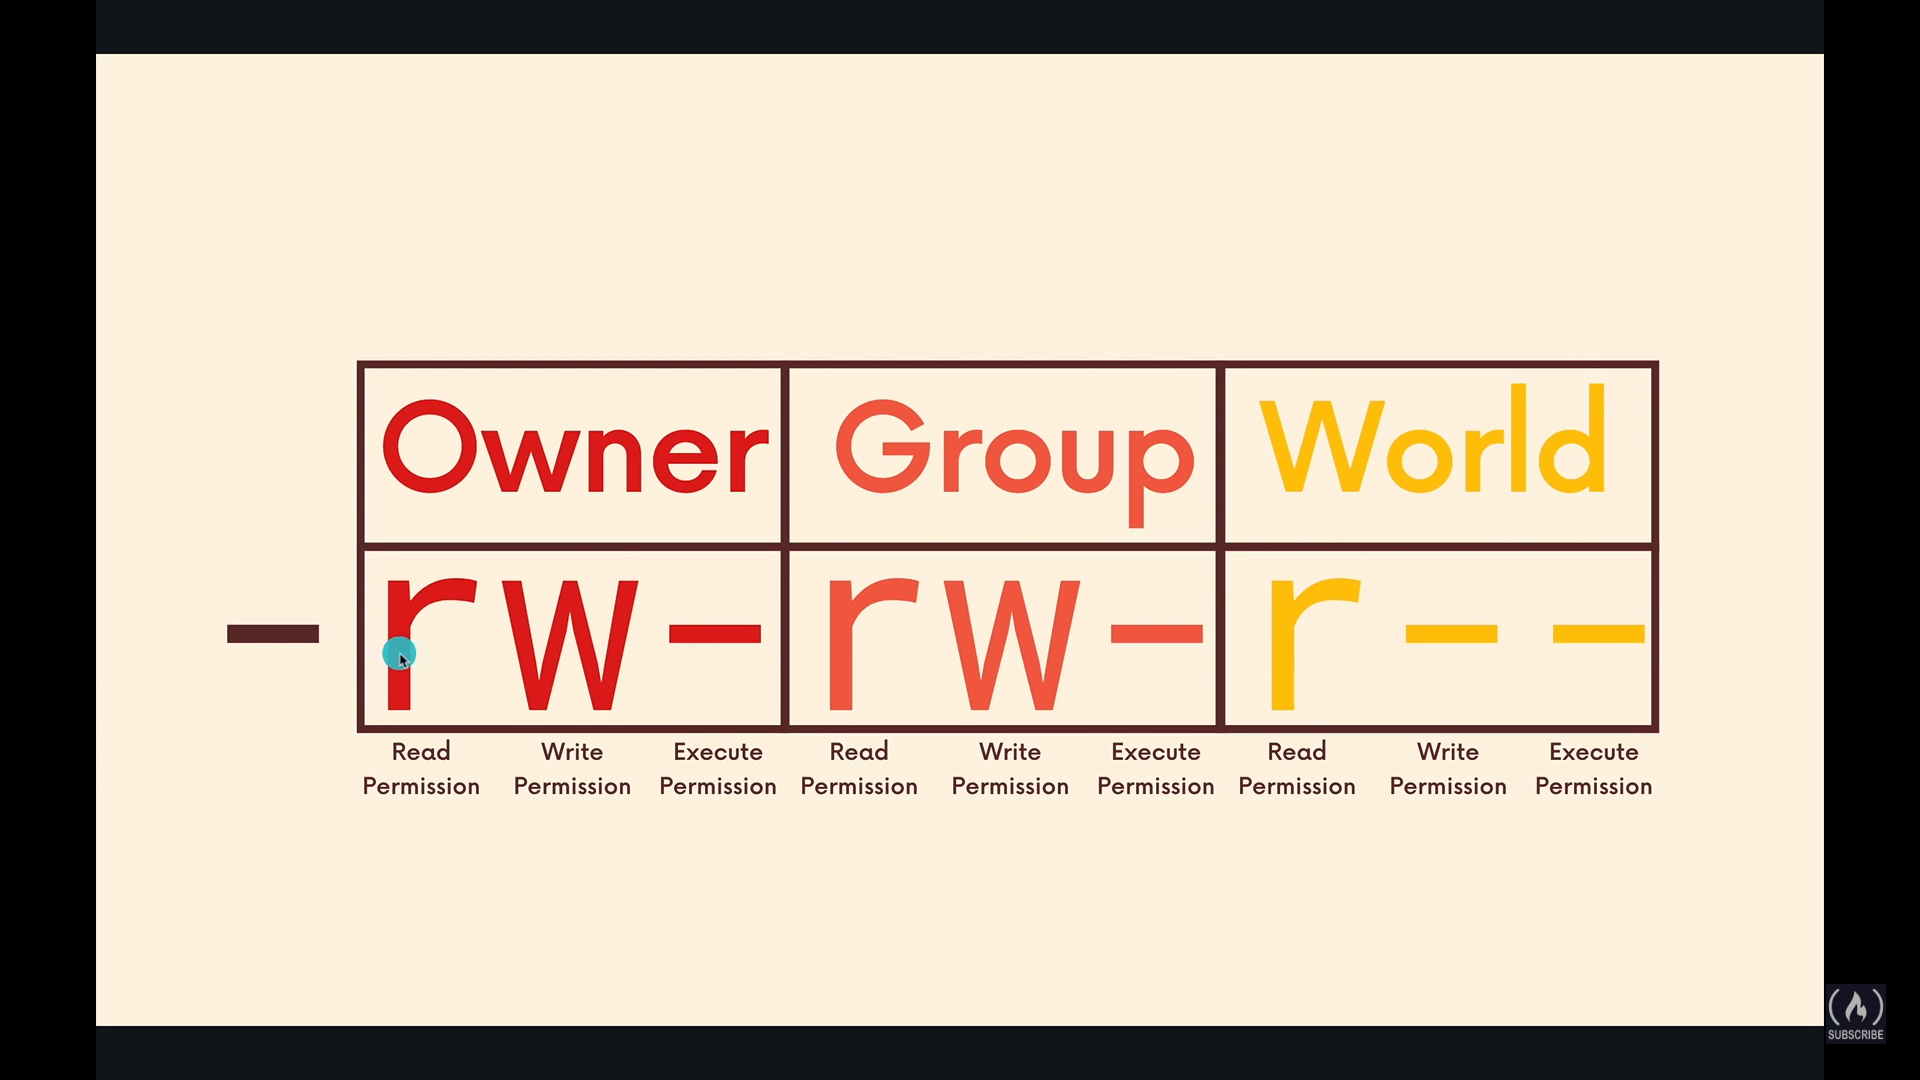 Owner Group World
- rw- rw- r--
Read Write Execute Read Write Execute Read Write Execute
Permission Permission Permission Permission Permission Permission Permission Permission Permission
SUBSCRIBE